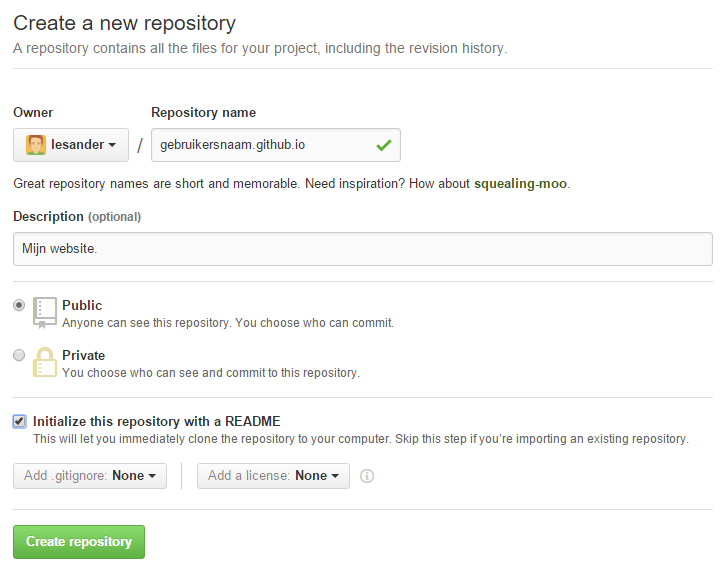 Create a new repository
A repository contains all the files for your project, including the revision history.
Owner
Repository name
lesander
/
gebruikersnaam.github.io
Great repository names are short and memorable. Need inspiration? How about squealing-moo.
Description (optional)
Mijn website.
Public
Anyone can see this repository. You choose who can commit.
Private
You choose who can see and commit to this repository.
Initialize this repository with a README
This will let you immediately clone the repository to your computer. Skip this step if you’re importing an existing repository.
Add .gitignore: None
Add a license: None
Create repository